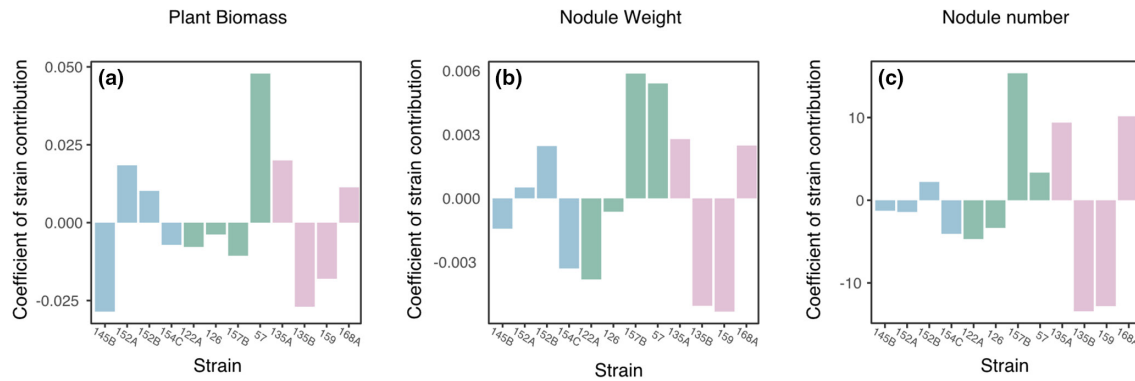 Plant Biomass
Nodule Weight
Nodule number
(a)
(b)
(c)
Coefficient of strain contribution
0.050
0.025
0.000
-0.025
145B 152A 152B 154C 122A 126 157B 57 135A 135B 159 168A
Strain
Coefficient of strain contribution
0.006
0.003
0.000
-0.003
145B 152A 152B 154C 122A 126 157B 57 135A 135B 159 168A
Strain
Coefficient of strain contribution
10
0
-10
145B 152A 152B 154C 122A 126 157B 57 135A 135B 159 168A
Strain